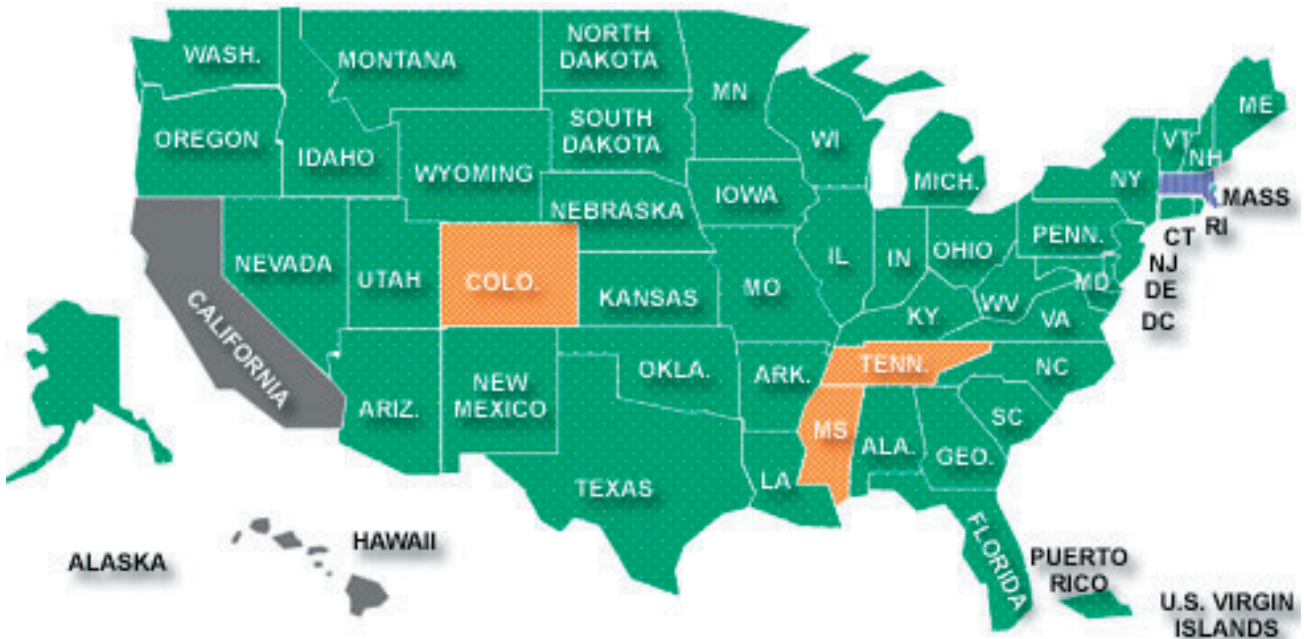 WASH.
MONTANA
NORTH
DAKOTA
MN
ME
OREGON
IDAHO
SOUTH
DAKOTA
WI
VT
NH
WYOMING
MICH.
NY
MASS
NEBRASKA
IOWA
RI
CT
PENN.
NEVADA
UTAH
COLO.
KANSAS
MO
IL
IN
OHIO
NJ
MD
DE
WV
DC
CALIFORNIA
KY
VA
TENN.
NC
ARIZ.
NEW
MEXICO
OKLA.
ARK.
SC
MS
ALA.
GEO.
TEXAS
LA
FLORIDA
HAWAII
ALASKA
PUERTO
RICO
U.S. VIRGIN
ISLANDS